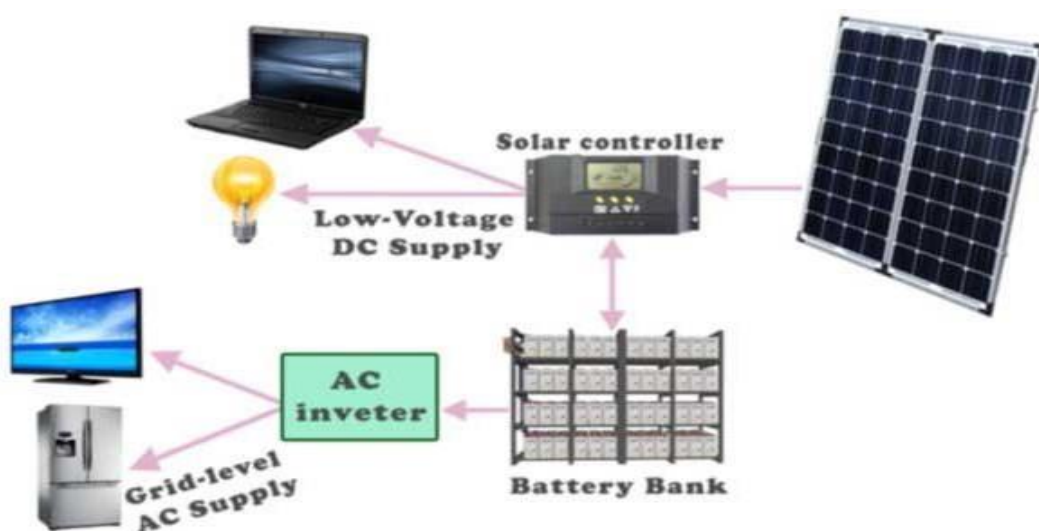 Solar controller
Low-Voltage
DC Supply
AC
inveter
Grid-level
AC Supply
Battery Bank